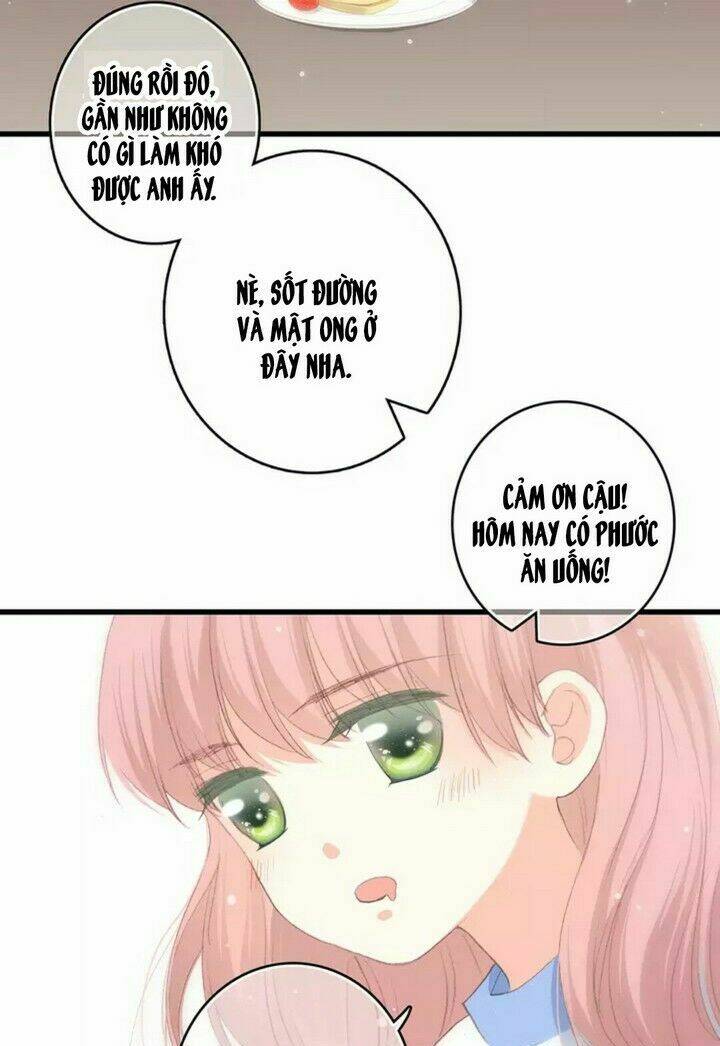 ĐÚNG RỒI ĐÓ,
GẦN NHƯ KHÔNG
CÓ GÌ LÀM KHÓ
ĐƯỢC ANH ẤY.
NÈ, SỐT ĐƯỜNG
VÀ MẬT ONG Ở
ĐÂY NHA.
CẢM ƠN CẬU!
HÔM NAY CÓ PHƯỚC
ĂN UỐNG!